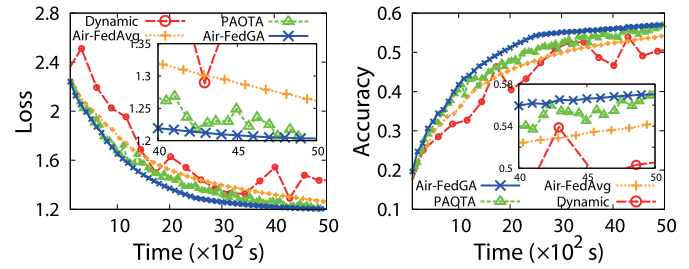 Dynamic PAOTA
Air-FedAvg Air-FedGA
Loss
2.8
2.4
2
1.6
1.2
1.35
1.3
1.25
1.2
40 45 50
10 20 30 40 50
Time (×10² s)
Accuracy
0.6
0.5
0.4
0.3
0.2
0.1
0.58
0.54
0.5
40 45 50
Air-FedGA Air-FedAvg
PAOTA Dynamic
10 20 30 40 50
Time (×10² s)